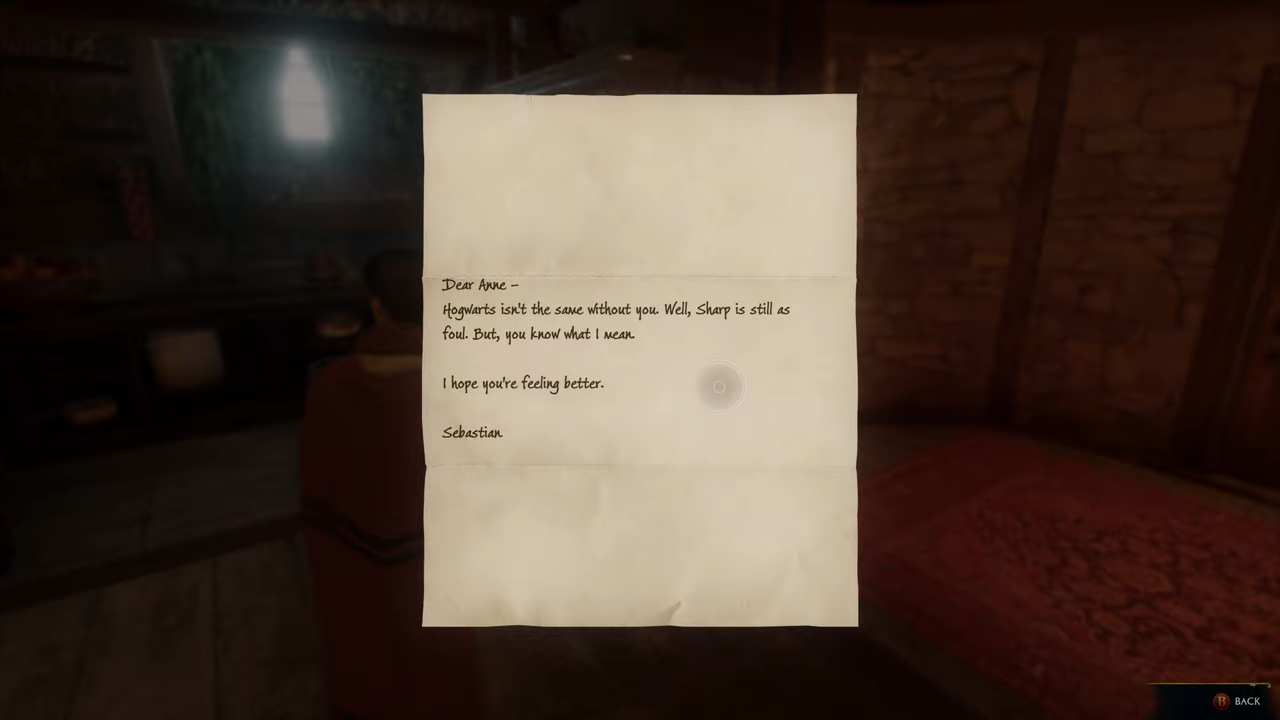 Dear Anne –
Hogwarts isn't the same without you. Well, Sharp is still as
foul. But, you know what I mean.
I hope you're feeling better.
Sebastian
B BACK